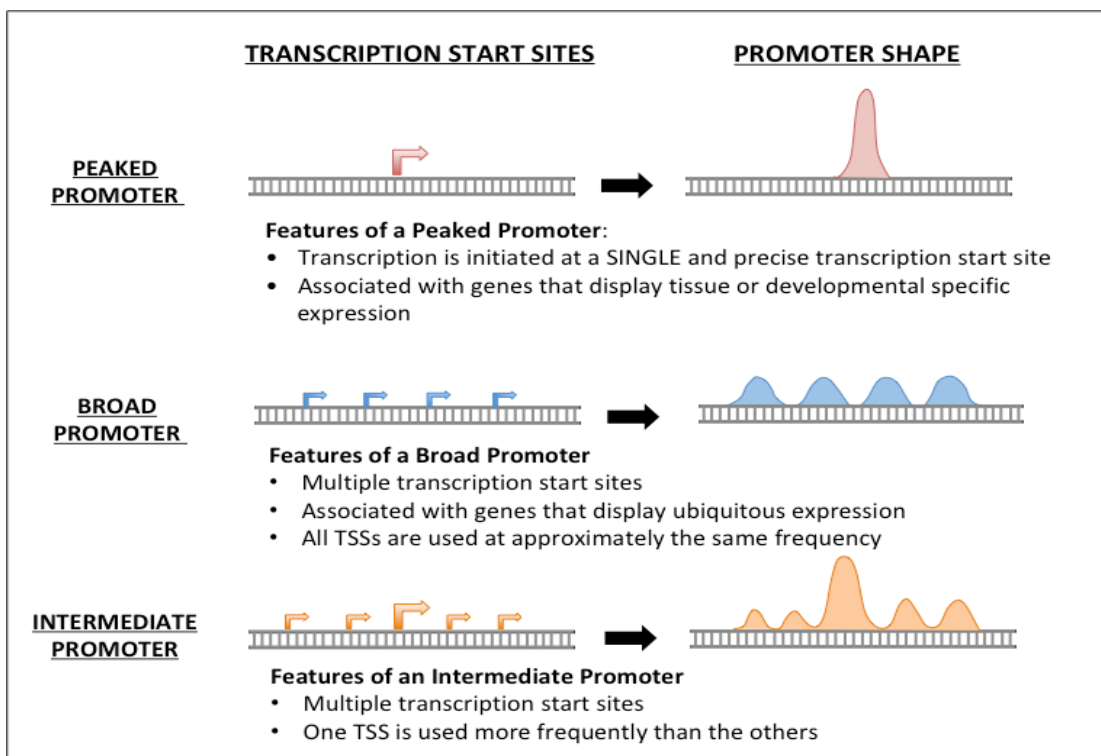 TRANSCRIPTION START SITES
PROMOTER SHAPE
PEAKED
PROMOTER
Features of a Peaked Promoter:
• Transcription is initiated at a SINGLE and precise transcription start site
• Associated with genes that display tissue or developmental specific
expression
BROAD
PROMOTER
Features of a Broad Promoter
• Multiple transcription start sites
• Associated with genes that display ubiquitous expression
• All TSSs are used at approximately the same frequency
INTERMEDIATE
PROMOTER
Features of an Intermediate Promoter
• Multiple transcription start sites
• One TSS is used more frequently than the others